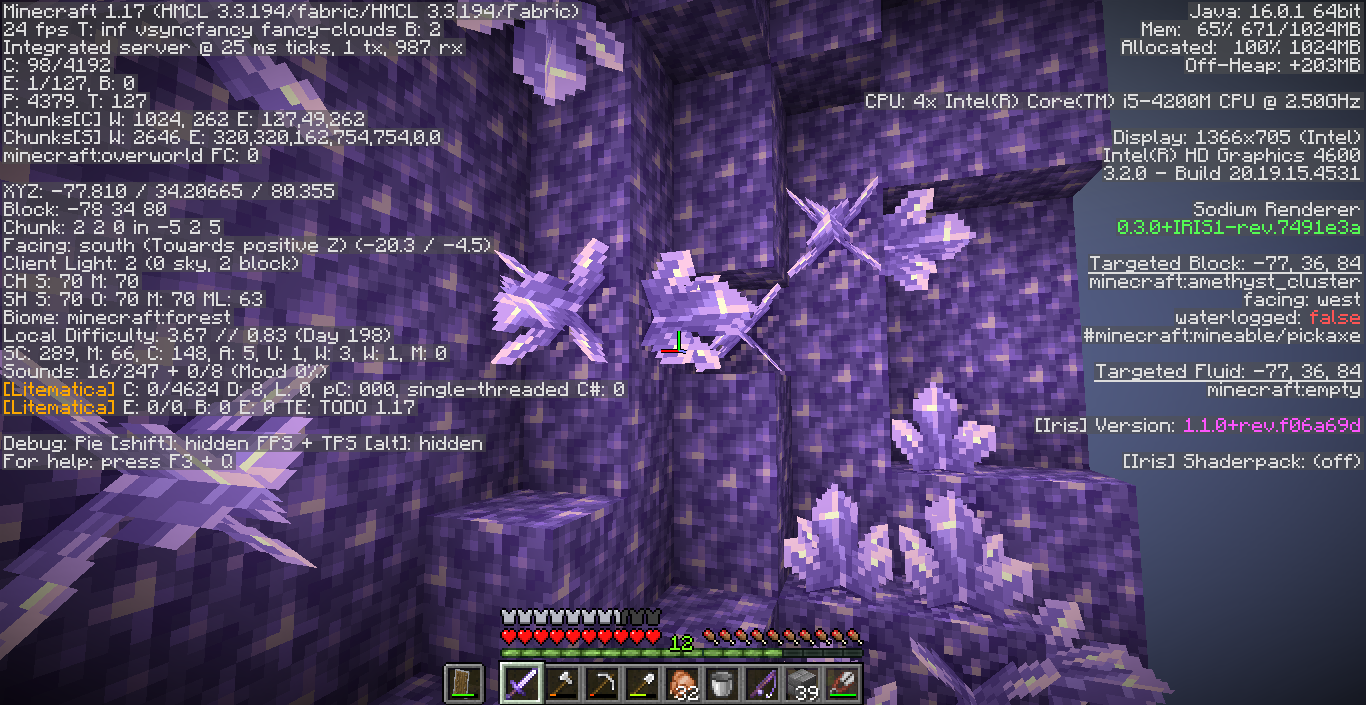 Minecraft 1.17 (HMCL 3.3.194/fabric/HMCL 3.3.194/Fabric)
24 fps T: inf vsyncfancy fancy-clouds B: 2
Integrated server @ 25 ms ticks, 1 tx, 987 rx
C: 98/4192
E: 1/127, B: 0
P: 4379. T: 127
Chunks[C] W: 1024, 262 E: 127,49,262
Chunks[S] W: 2646 E: 320,320,162,754,754,0,0
minecraft:overworld FC: 0
XYZ: -77.810 / 34.20665 / 80.355
Block: -78 34 80
Chunk: 2 2 0 in -5 2 5
Facing: south (Towards positive Z) (-20.3 / -4.5)
Client Light: 2 (0 sky, 2 block)
CH S: 70 M: 70
SH S: 70 O: 70 M: 70 ML: 63
Biome: minecraft:forest
Local Difficulty: 3.67 // 0.83 (Day 198)
SC: 289, M: 66, C: 148, A: 5, U: 1, W: 3, W: 1, M: 0
Sounds: 16/247 + 0/8 (Mood 0%)
[Litematica] C: 0/4624 D: 8, L: 0, pC: 000, single-threaded C#: 0
[Litematica] E: 0/0, B: 0 E: 0 TE: TODO 1.17
Debug: Pie [shift]: hidden FPS + TPS [alt]: hidden
For help: press F3 + Q
Java: 16.0.1 64bit
Mem: 65% 671/1024MB
Allocated: 100% 1024MB
Off-Heap: +203MB
CPU: 4x Intel(R) Core(TM) i5-4200M CPU @ 2.50GHz
Display: 1366x705 (Intel)
Intel(R) HD Graphics 4600
3.2.0 - Build 20.19.15.4531
Sodium Renderer
0.3.0+IRIS1-rev.7491e3a
Targeted Block: -77, 36, 84
minecraft:amethyst_cluster
facing: west
waterlogged: false
#minecraft:mineable/pickaxe
Targeted Fluid: -77, 36, 84
minecraft:empty
[Iris] Version: 1.1.0+rev.f06a69d
[Iris] Shaderpack: (off)
12
32
39